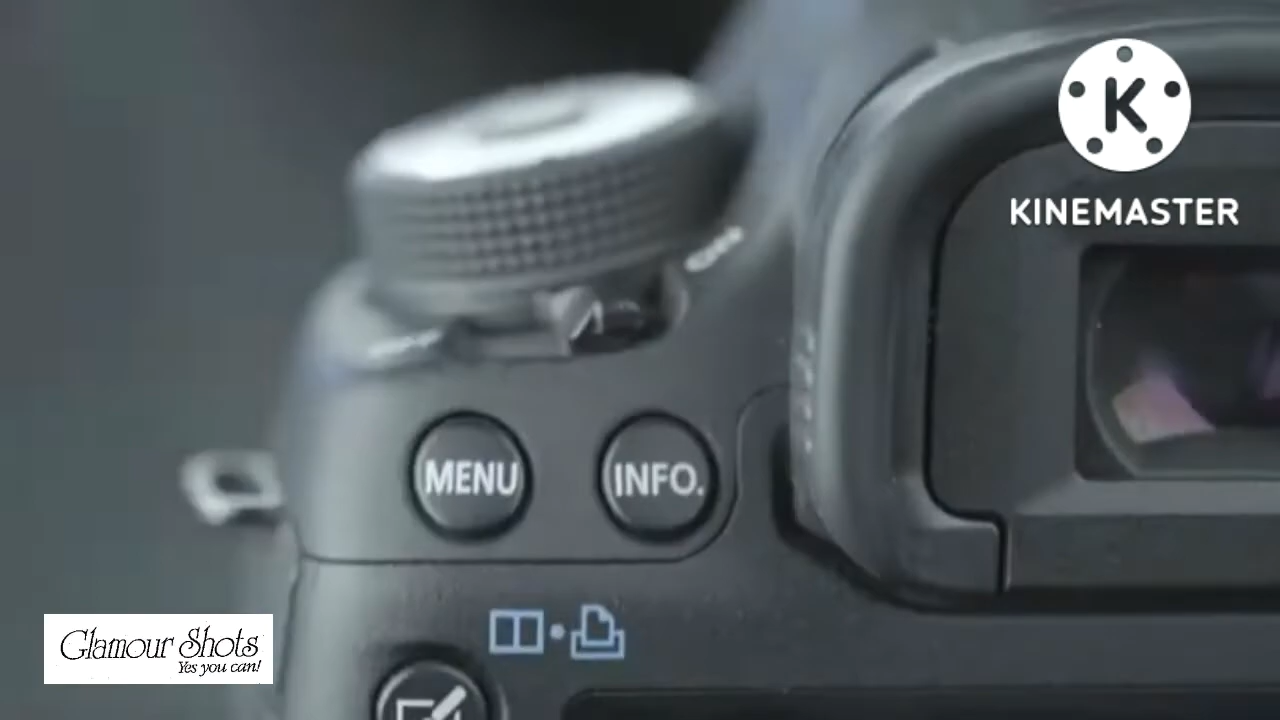 KINEMASTER
MENU
INFO.
Glamour Shots
Yes you can!